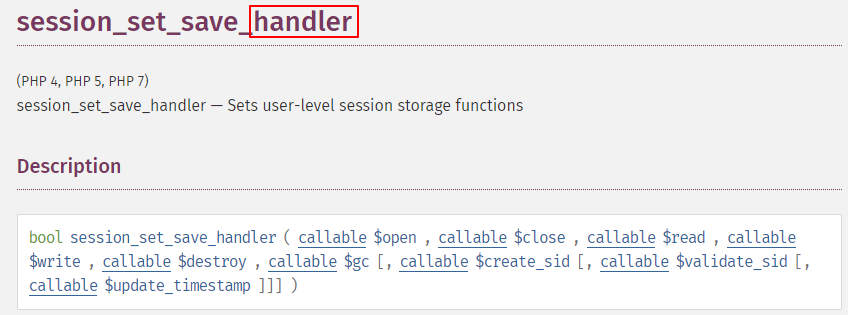 session_set_save_handler
(PHP 4, PHP 5, PHP 7)
session_set_save_handler — Sets user-level session storage functions
Description
bool session_set_save_handler ( callable $open , callable $close , callable $read , callable
$write , callable $destroy , callable $gc [, callable $create_sid [, callable $validate_sid [,
callable $update_timestamp ]]] )